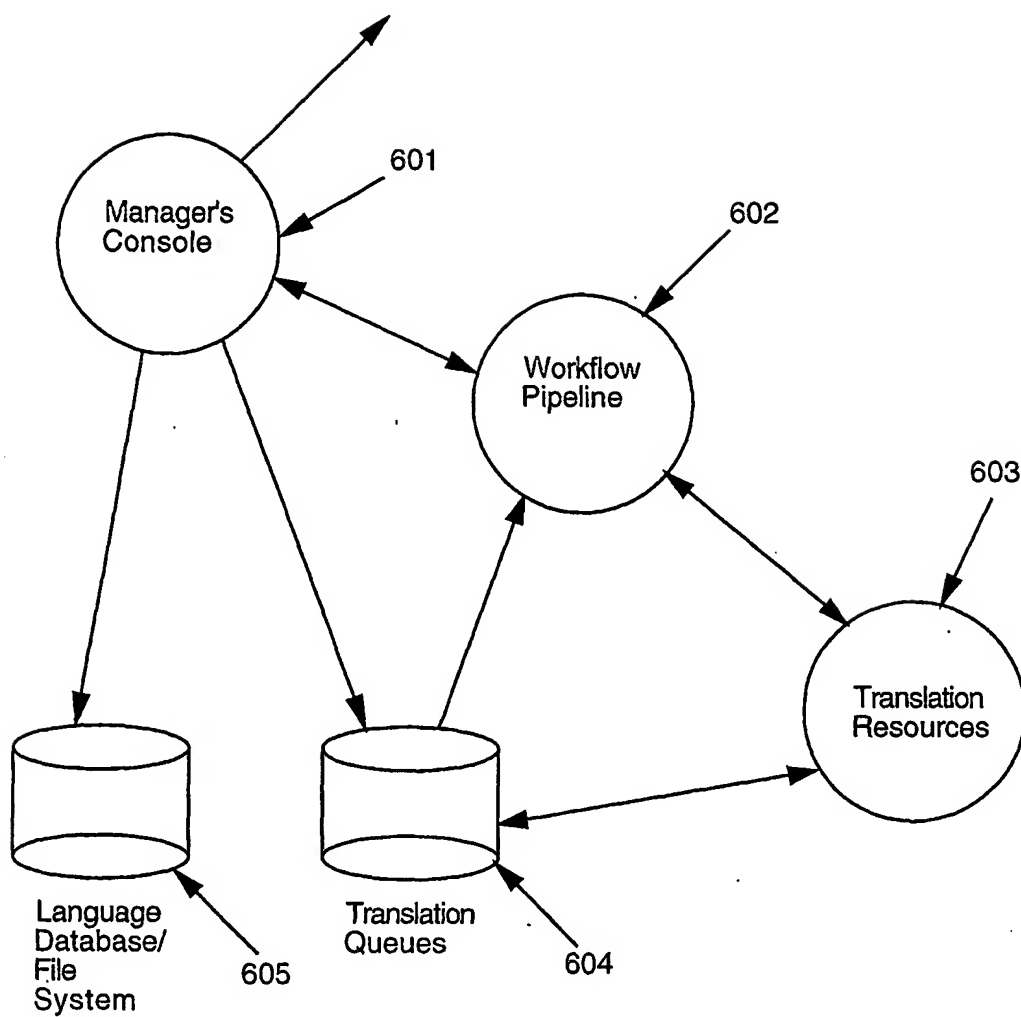 601
Manager's
Console
602
Workflow
Pipeline
603
Translation
Resources
Language
Database/
File
System
605
Translation
Queues
604